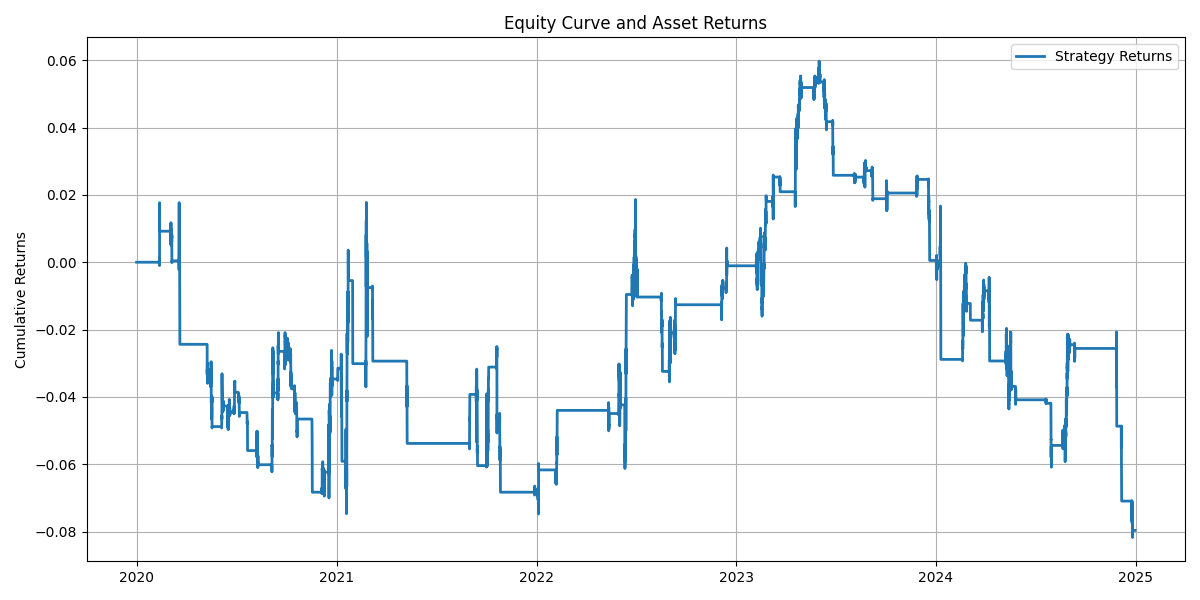 Equity Curve and Asset Returns
Strategy Returns
Cumulative Returns
0.06
0.04
0.02
0.00
−0.02
−0.04
−0.06
−0.08
2020 2021 2022 2023 2024 2025